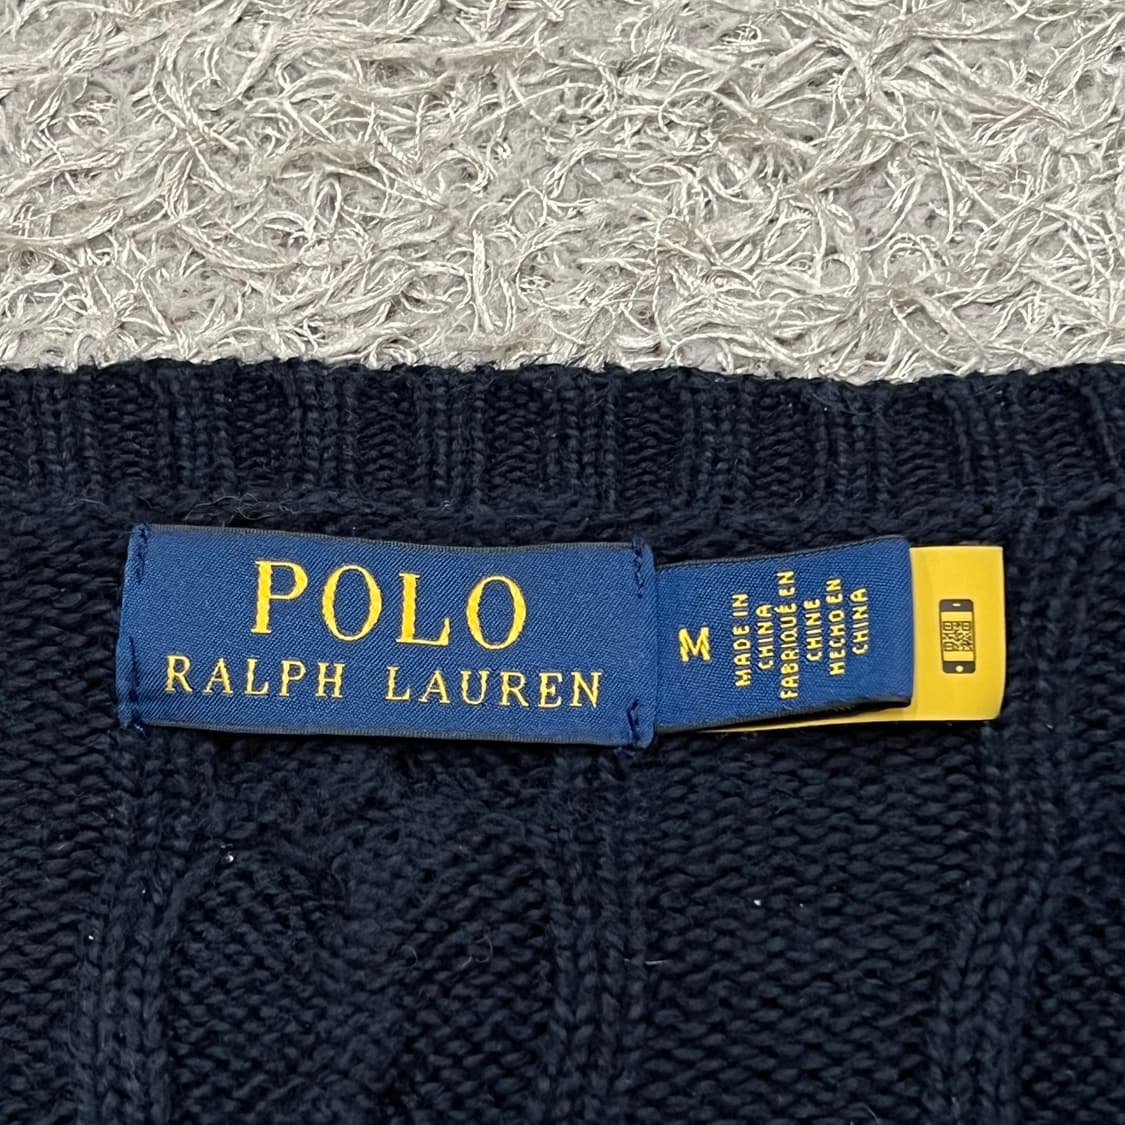 POLO
RALPH LAUREN
M
MADE IN
CHINA
FABRIQUÉ EN
CHINE
HECHO EN
CHINA